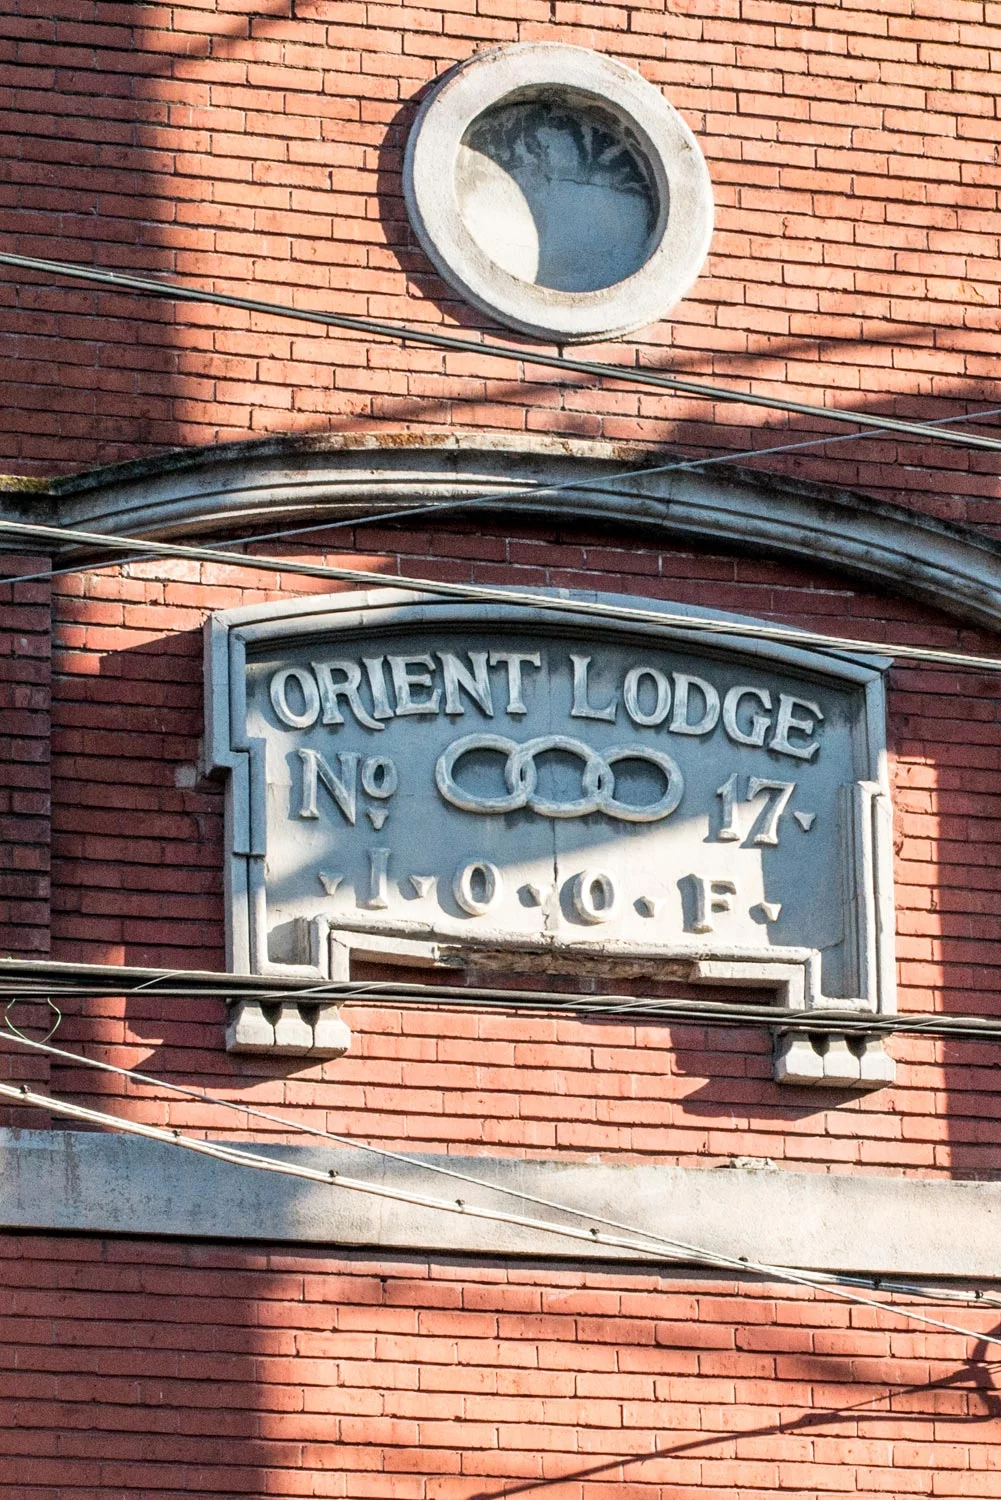 ORIENT LODGE
No 17.
. I . O . O . F .